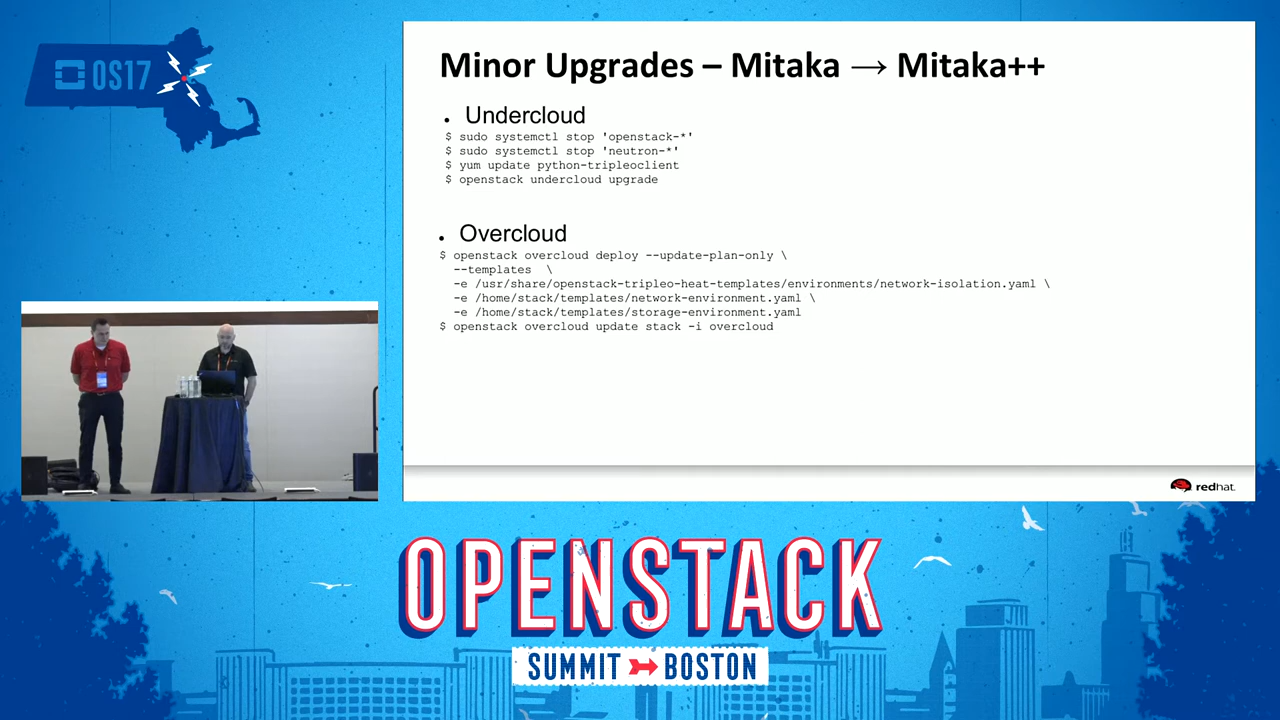 OS17
Minor Upgrades – Mitaka → Mitaka++
• Undercloud
$ sudo systemctl stop 'openstack-*'
$ sudo systemctl stop 'neutron-*'
$ yum update python-tripleoclient
$ openstack undercloud upgrade
• Overcloud
$ openstack overcloud deploy --update-plan-only \
--templates \
-e /usr/share/openstack-tripleo-heat-templates/environments/network-isolation.yaml \
-e /home/stack/templates/network-environment.yaml \
-e /home/stack/templates/storage-environment.yaml
$ openstack overcloud update stack -i overcloud
redhat.
OPENSTACK
SUMMIT BOSTON